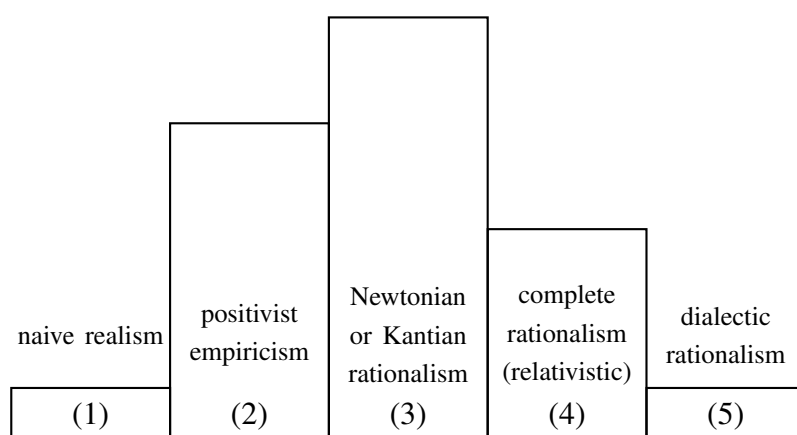 naive realism
(1)
positivist
empiricism
(2)
Newtonian
or Kantian
rationalism
(3)
complete
rationalism
(relativistic)
(4)
dialectic
rationalism
(5)